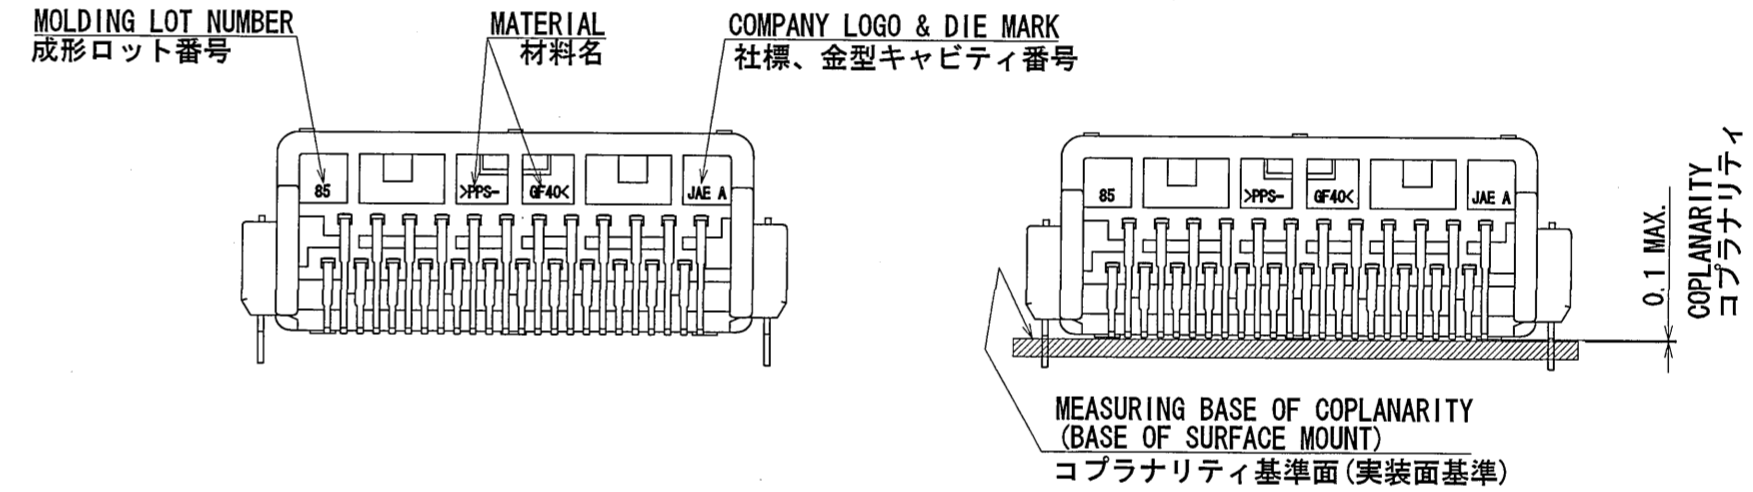 MOLDING LOT NUMBER
成形ロット番号
MATERIAL
材料名
COMPANY LOGO & DIE MARK
社標、金型キャビティ番号
85
>PPS-
GF40<
JAE A
85
>PPS-
GF40<
JAE A
0.1 MAX.
COPLANARITY
コプラナリティ
MEASURING BASE OF COPLANARITY
(BASE OF SURFACE MOUNT)
コプラナリティ基準面(実装面基準)